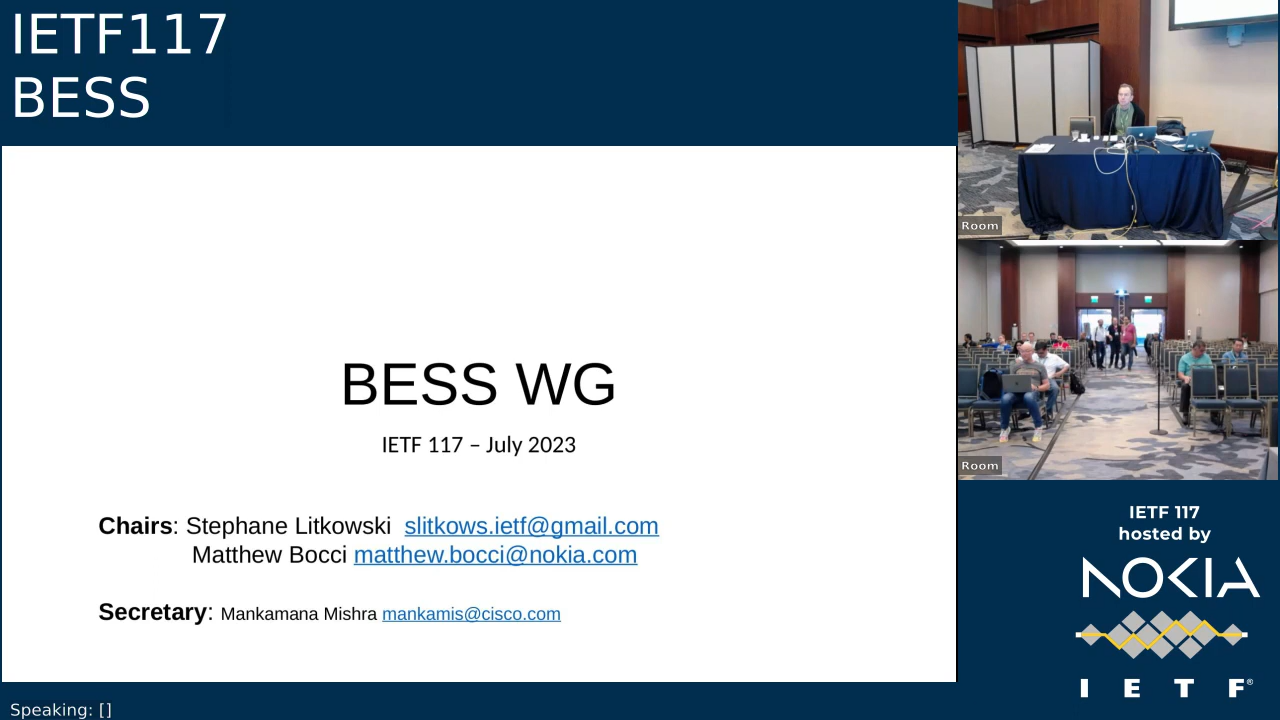 IETF117
BESS
BESS WG
IETF 117 – July 2023
Chairs: Stephane Litkowski slitkows.ietf@gmail.com
Matthew Bocci matthew.bocci@nokia.com
Secretary: Mankamana Mishra mankamis@cisco.com
Room
Room
IETF 117
hosted by
NOKIA
I E T F®
Speaking: []